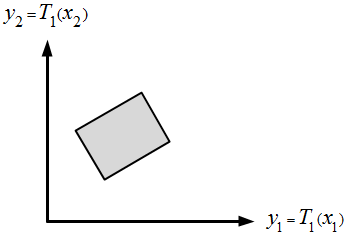 y₂ = T₁(x₂)
y₁ = T₁(x₁)